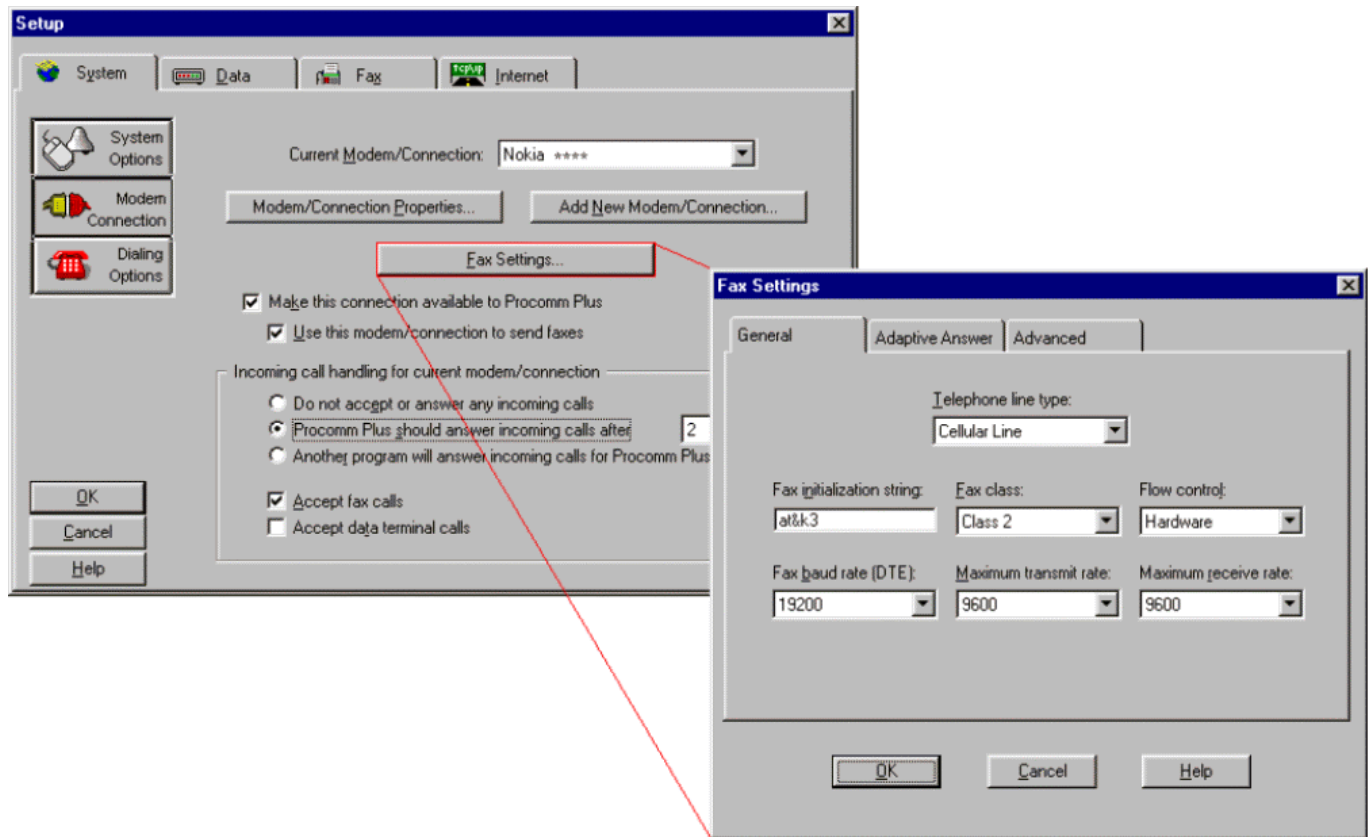 Setup
System
Data
Fax
Internet
System
Options
Modem
Connection
Dialing
Options
Current Modem/Connection: Nokia ****
Modem/Connection Properties...
Add New Modem/Connection...
Fax Settings...
Make this connection available to Procomm Plus
Use this modem/connection to send faxes
Incoming call handling for current modem/connection
Do not accept or answer any incoming calls
Procomm Plus should answer incoming calls after 2
Another program will answer incoming calls for Procomm Plus
Accept fax calls
Accept data terminal calls
OK
Cancel
Help
Fax Settings
General
Adaptive Answer
Advanced
Telephone line type:
Cellular Line
Fax initialization string:
Fax class:
Flow control:
at&k3
Class 2
Hardware
Fax baud rate (DTE):
Maximum transmit rate:
Maximum receive rate:
19200
9600
9600
OK
Cancel
Help